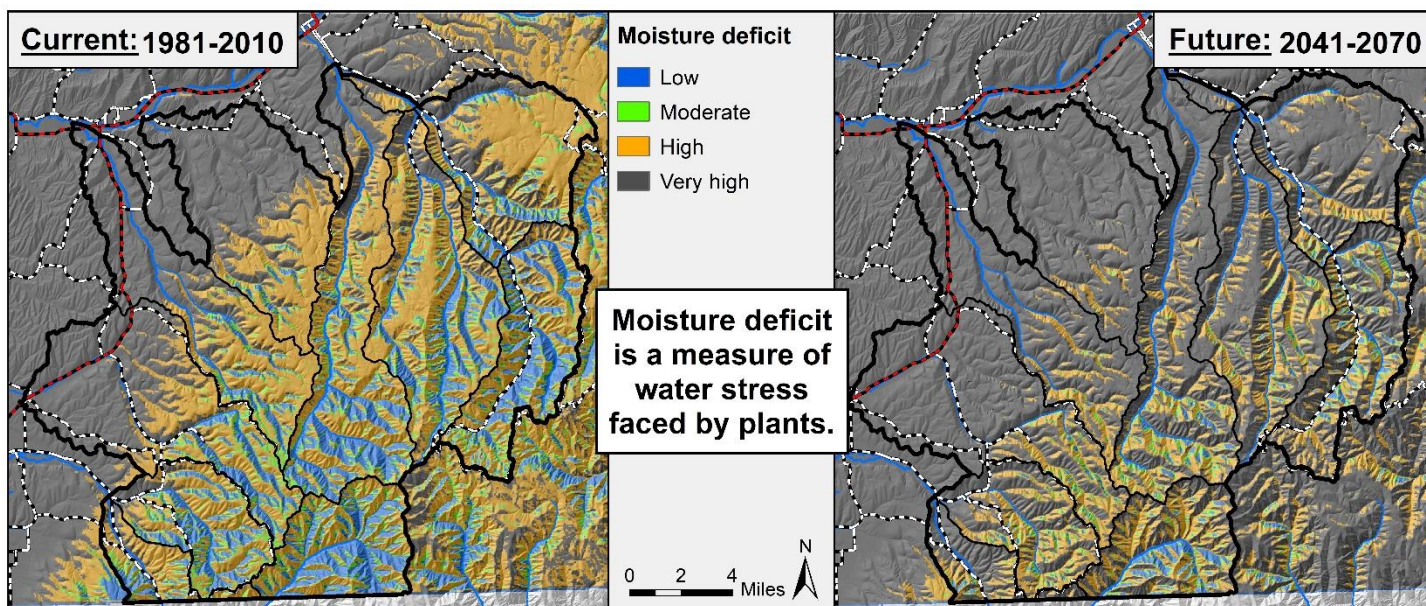 Current: 1981-2010
Moisture deficit
Low
Moderate
High
Very high
Future: 2041-2070
Moisture deficit
is a measure of
water stress
faced by plants.
N
0 2 4
Miles